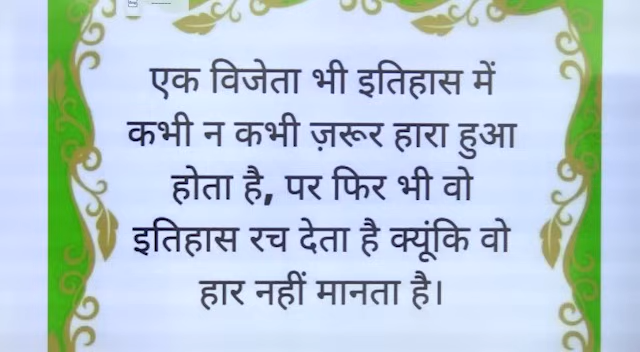 एक विजेता भी इतिहास में
कभी न कभी ज़रूर हारा हुआ
होता है, पर फिर भी वो
इतिहास रच देता है क्यूंकि वो
हार नहीं मानता है।